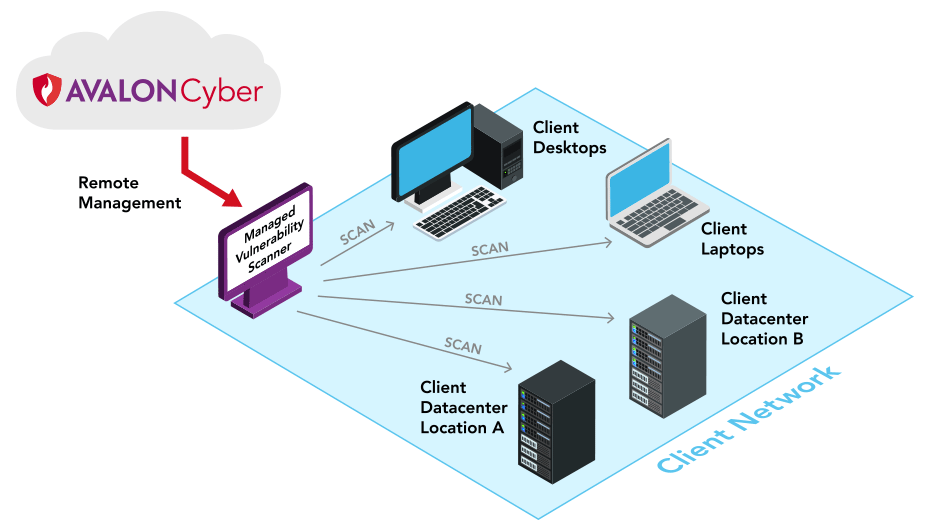 AVALON Cyber
Remote
Management
Managed
Vulnerability
Scanner
SCAN
SCAN
SCAN
SCAN
Client
Desktops
Client
Laptops
Client
Datacenter
Location B
Client
Datacenter
Location A
Client Network